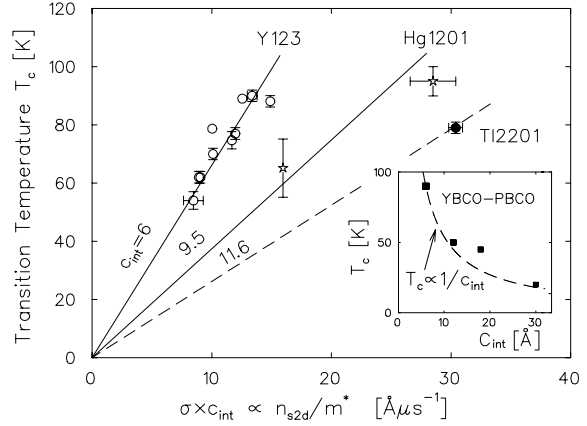 Transition Temperature T_c [K]
120
100
80
60
40
20
0
Y123
Hg1201
Tl2201
c_int=6
9.5
11.6
0
10
20
30
40
σ×c_int ∝ n_s2d/m* [Åμs⁻¹]
YBCO−PBCO
T_c [K]
100
50
0
T_c∝1/c_int
0
10
20
30
C_int [Å]